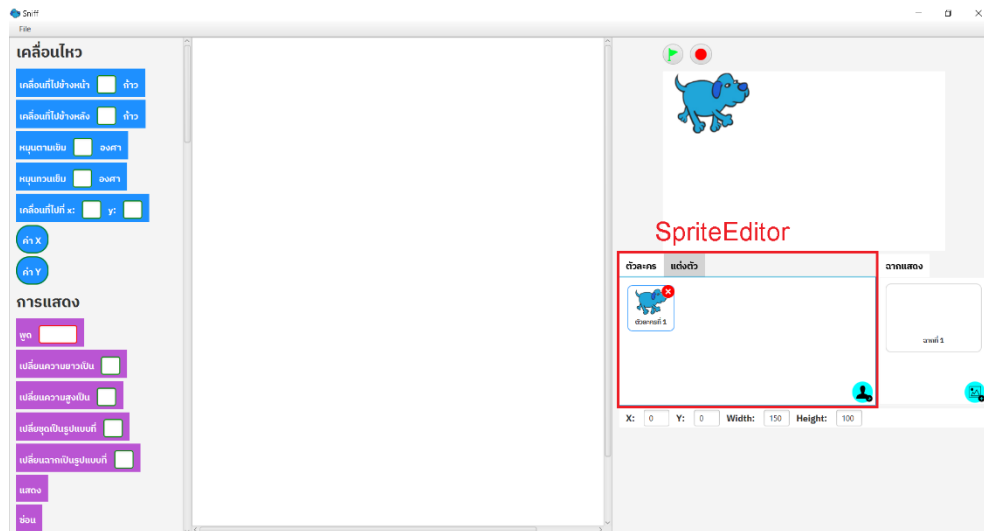 Sniff
File
เคลื่อนไหว
เคลื่อนที่ไปข้างหน้า ก้าว
เคลื่อนที่ไปข้างหลัง ก้าว
หมุนตามเข็ม องศา
หมุนทวนเข็ม องศา
เคลื่อนที่ไปที่ x: y:
ค่า X
ค่า Y
การแสดง
พูด
เปลี่ยนความยาวเป็น
เปลี่ยนความสูงเป็น
เปลี่ยชุดเป็นรูปแบบที่
เปลี่ยนฉากเป็นรูปแบบที่
แสดง
ซ่อน
SpriteEditor
ตัวละคร แต่งตัว
ตัวละครที่ 1
ฉากแสดง
ฉากที่ 1
X: 0 Y: 0 Width: 150 Height: 100